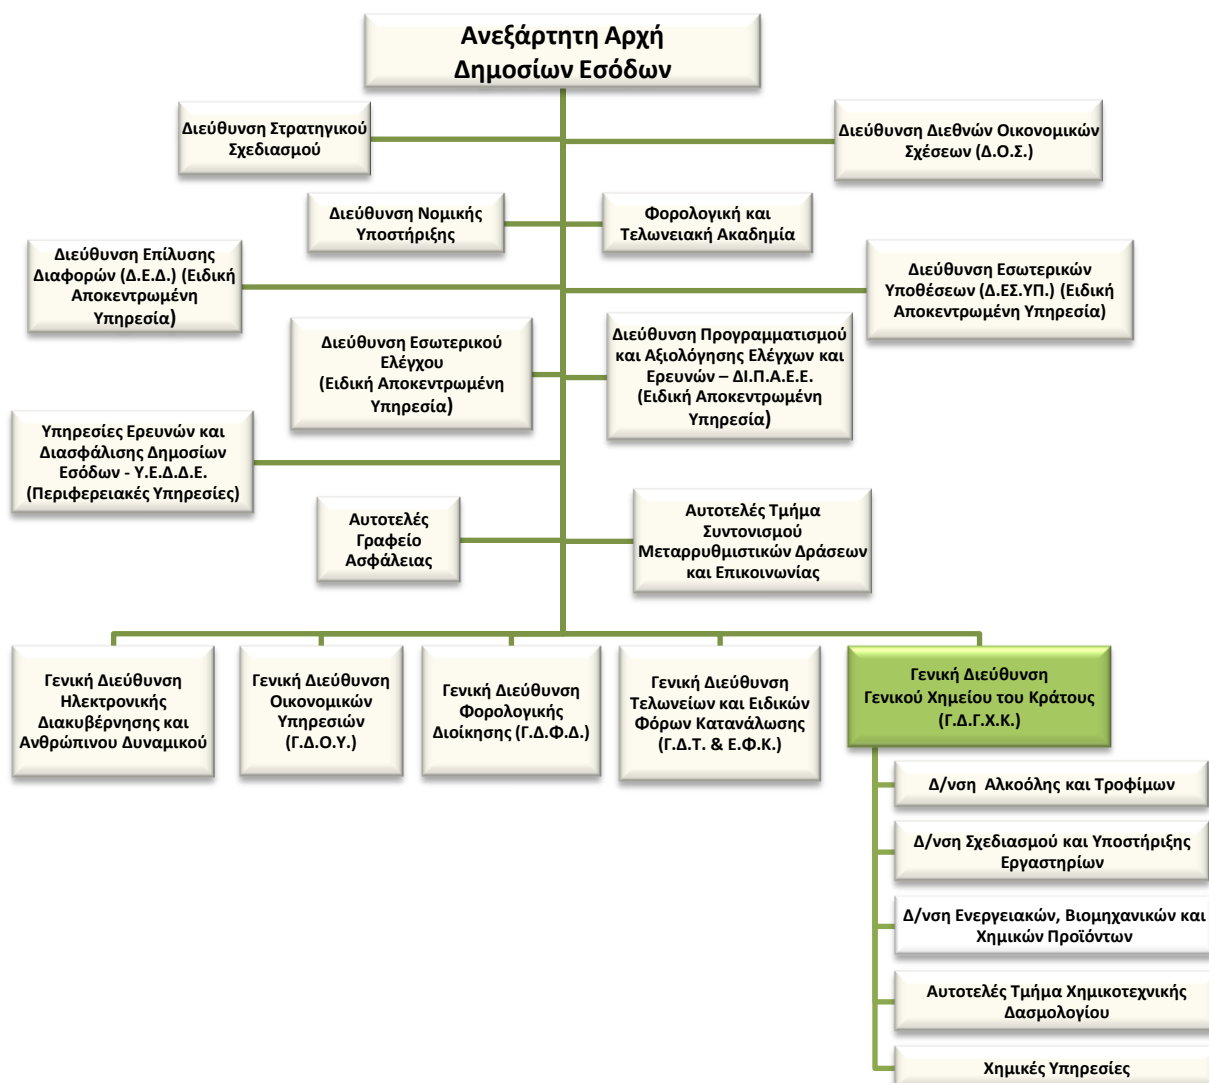 Ανεξάρτητη Αρχή
Δημοσίων Εσόδων
Διεύθυνση Στρατηγικού
Σχεδιασμού
Διεύθυνση Διεθνών Οικονομικών
Σχέσεων (Δ.Ο.Σ.)
Διεύθυνση Νομικής
Υποστήριξης
Φορολογική και
Τελωνειακή Ακαδημία
Διεύθυνση Επίλυσης
Διαφορών (Δ.Ε.Δ.) (Ειδική
Αποκεντρωμένη
Υπηρεσία)
Διεύθυνση Εσωτερικών
Υποθέσεων (Δ.ΕΣ.ΥΠ.) (Ειδική
Αποκεντρωμένη Υπηρεσία)
Διεύθυνση Εσωτερικού
Ελέγχου
(Ειδική Αποκεντρωμένη
Υπηρεσία)
Διεύθυνση Προγραμματισμού
και Αξιολόγησης Ελέγχων και
Ερευνών – ΔΙ.Π.Α.Ε.Ε.
(Ειδική Αποκεντρωμένη
Υπηρεσία)
Υπηρεσίες Ερευνών και
Διασφάλισης Δημοσίων
Εσόδων - Υ.Ε.Δ.Δ.Ε.
(Περιφερειακές Υπηρεσίες)
Αυτοτελές
Γραφείο
Ασφάλειας
Αυτοτελές Τμήμα
Συντονισμού
Μεταρρυθμιστικών Δράσεων
και Επικοινωνίας
Γενική Διεύθυνση
Ηλεκτρονικής
Διακυβέρνησης και
Ανθρώπινου Δυναμικού
Γενική Διεύθυνση
Οικονομικών
Υπηρεσιών
(Γ.Δ.Ο.Υ.)
Γενική Διεύθυνση
Φορολογικής
Διοίκησης (Γ.Δ.Φ.Δ.)
Γενική Διεύθυνση
Τελωνείων και Ειδικών
Φόρων Κατανάλωσης
(Γ.Δ.Τ. & Ε.Φ.Κ.)
Γενική Διεύθυνση
Γενικού Χημείου του Κράτους
(Γ.Δ.Γ.Χ.Κ.)
Δ/νση Αλκοόλης και Τροφίμων
Δ/νση Σχεδιασμού και Υποστήριξης
Εργαστηρίων
Δ/νση Ενεργειακών, Βιομηχανικών και
Χημικών Προϊόντων
Αυτοτελές Τμήμα Χημικοτεχνικής
Δασμολογίου
Χημικές Υπηρεσίες